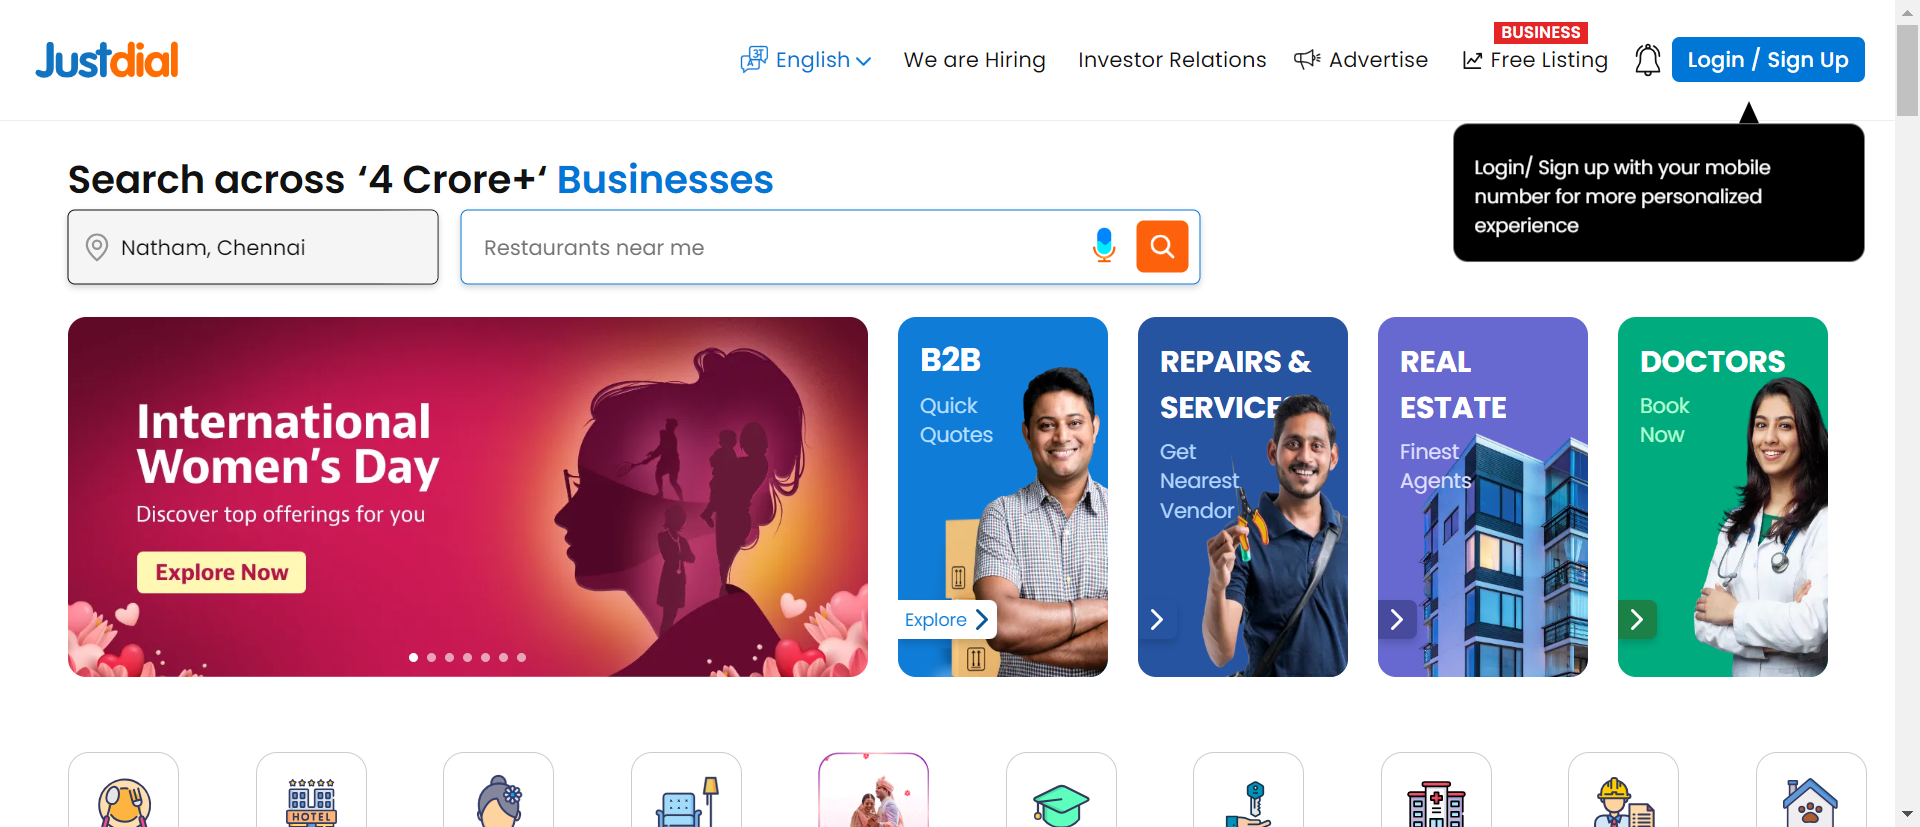 Justdial
English
We are Hiring
Investor Relations
Advertise
BUSINESS
Free Listing
Login / Sign Up
Login/ Sign up with your mobile
number for more personalized
experience
Search across ‘4 Crore+‘ Businesses
Natham, Chennai
Restaurants near me
International
Women’s Day
Discover top offerings for you
Explore Now
B2B
Quick
Quotes
Explore
REPAIRS &
SERVICES
Get
Nearest
Vendor
REAL
ESTATE
Finest
Agents
DOCTORS
Book
Now
HOTEL